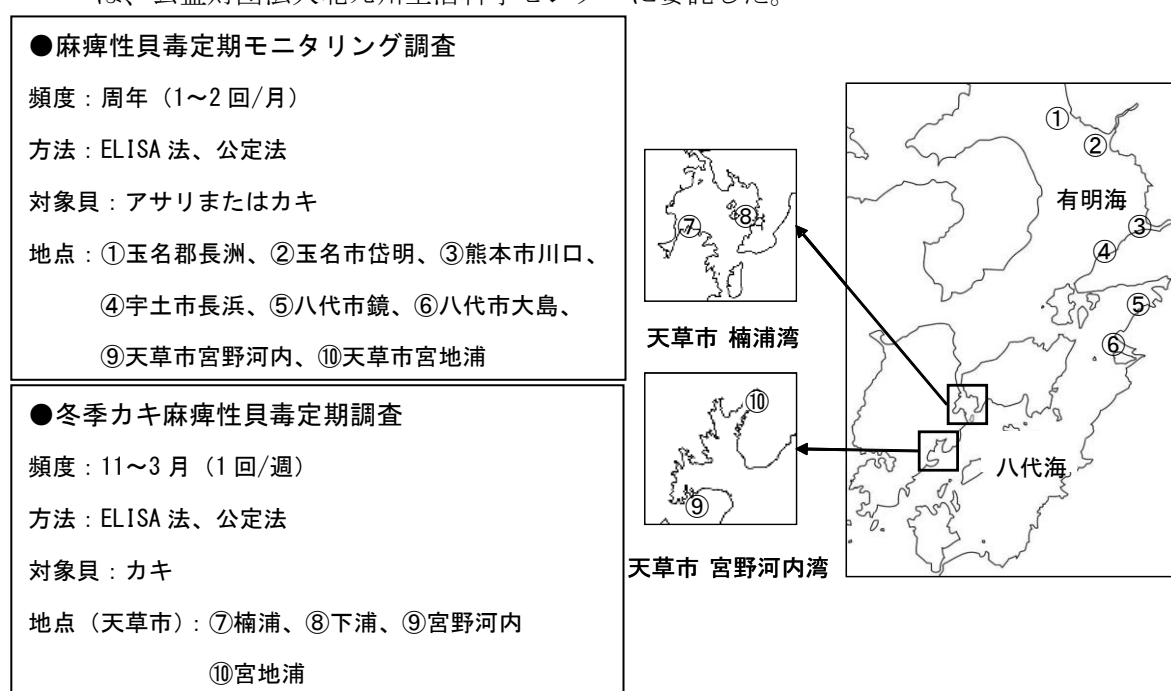 は、公益財団法人北九州生活科学センターに委託した。
●麻痺性貝毒定期モニタリング調査
頻度：周年（1～2回/月）
方法：ELISA法、公定法
対象貝：アサリまたはカキ
地点：①玉名郡長洲、②玉名市岱明、③熊本市川口、
④宇土市長浜、⑤八代市鏡、⑥八代市大島、
⑨天草市宮野河内、⑩天草市宮地浦
●冬季カキ麻痺性貝毒定期調査
頻度：11～3月（1回/週）
方法：ELISA法、公定法
対象貝：カキ
地点（天草市）：⑦楠浦、⑧下浦、⑨宮野河内
⑩宮地浦
⑦
⑧
天草市 楠浦湾
⑩
⑨
天草市 宮野河内湾
①
②
有明海
③
④
⑤
⑥
八代海